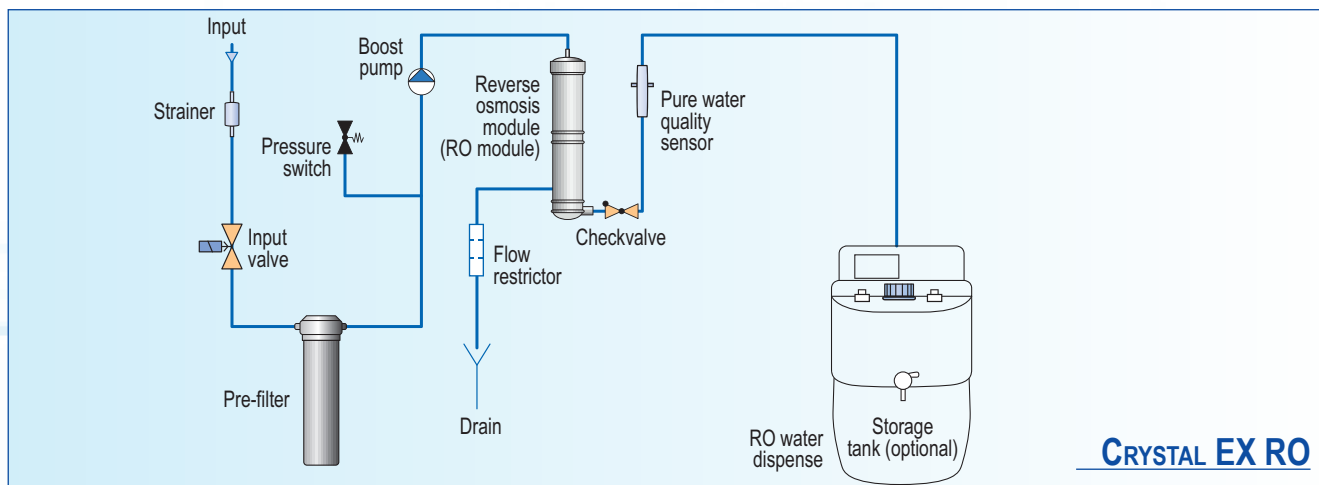 Input
Strainer
Input
valve
Pre-filter
Pressure
switch
Boost
pump
Reverse
osmosis
module
(RO module)
Flow
restrictor
Drain
Checkvalve
Pure water
quality
sensor
RO water
dispense
Storage
tank (optional)
CRYSTAL EX RO